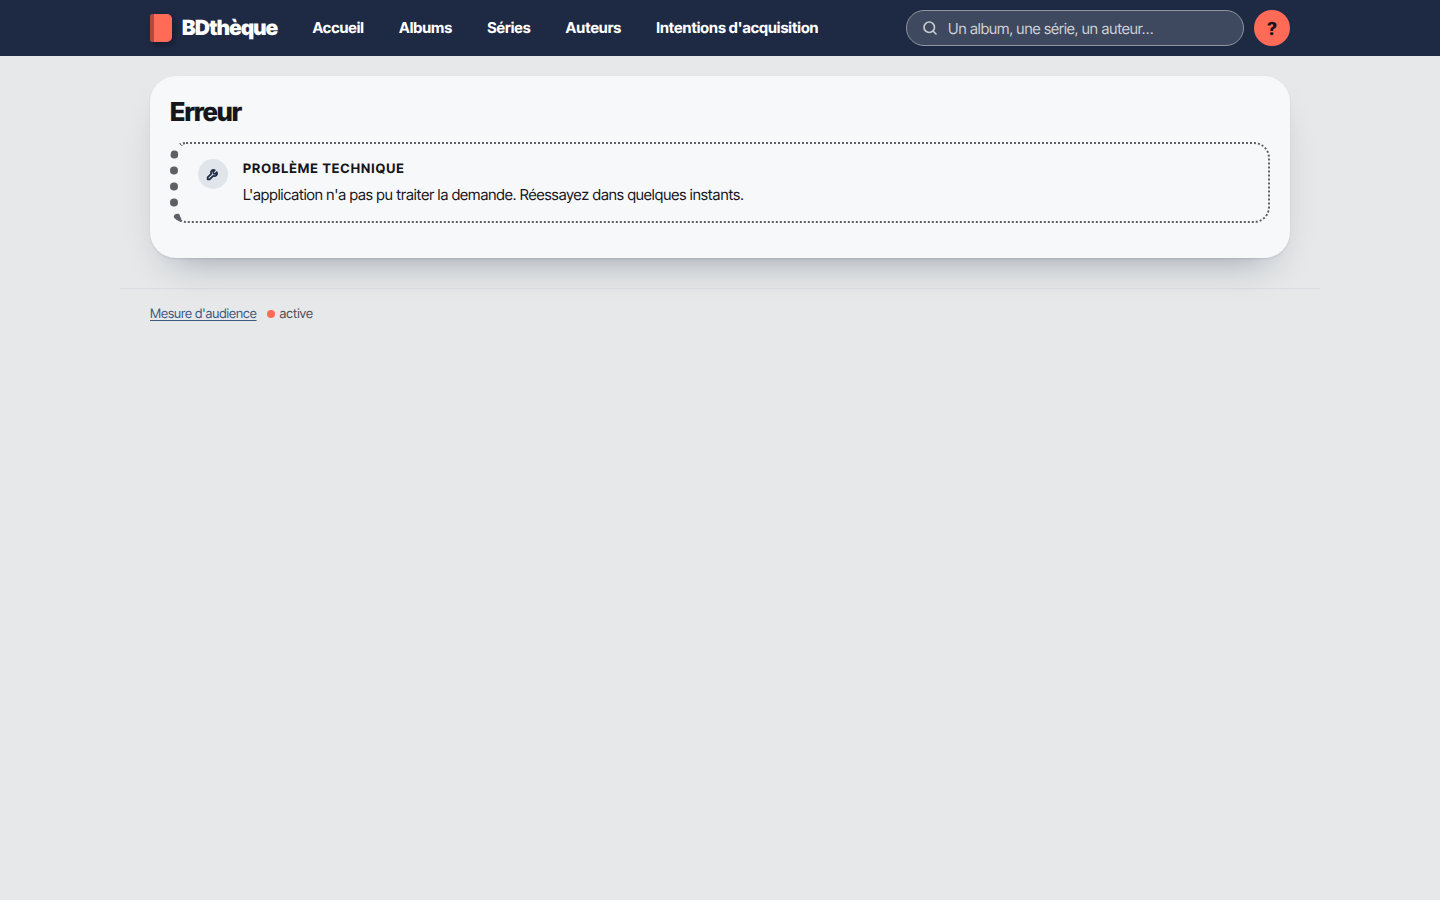 BDthèque
Accueil
Albums
Séries
Auteurs
Intentions d'acquisition
Un album, une série, un auteur...
?
Erreur
PROBLÈME TECHNIQUE
L'application n'a pas pu traiter la demande. Réessayez dans quelques instants.
Mesure d'audience
active